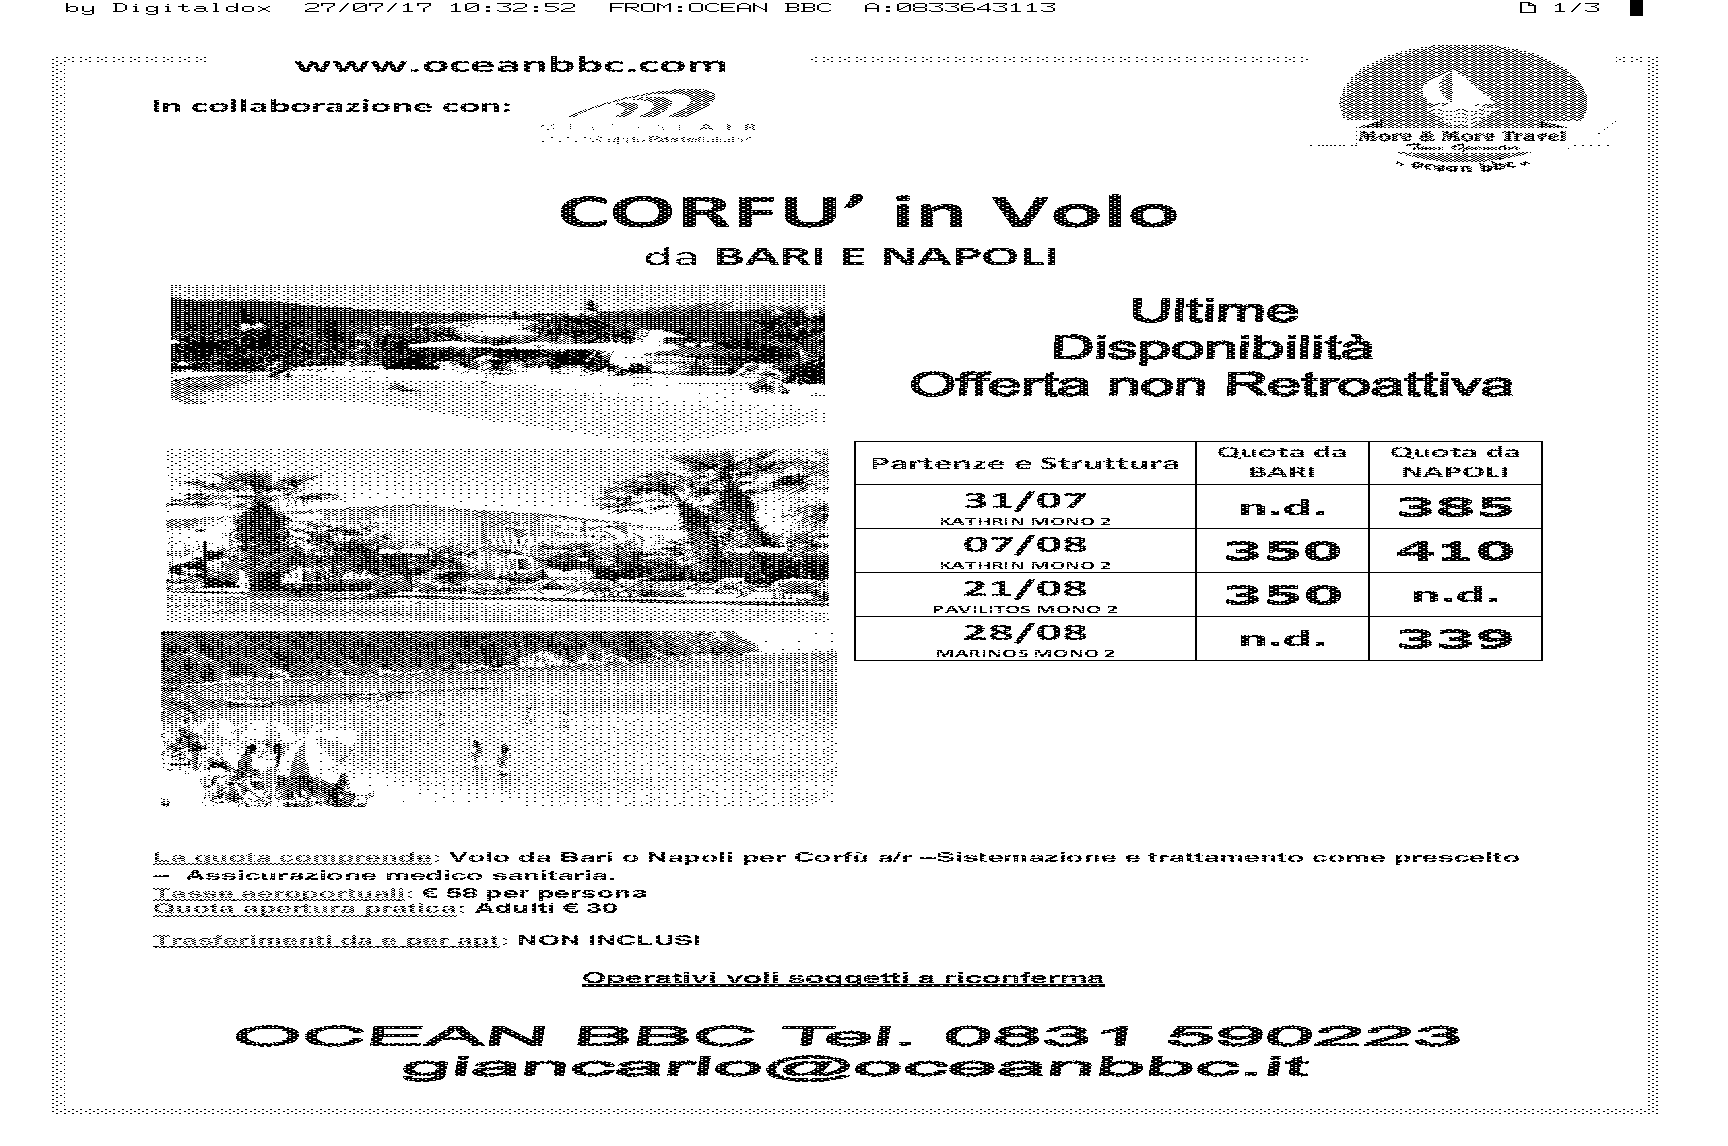 by Digitaldox 27/07/17 10:32:52 FROM:OCEAN BBC A:0833643113 1/3
www.oceanbbc.com
In collaborazione con:
More & More Travel
Ocean bbc
CORFU’ in Volo
da BARI E NAPOLI
Ultime
Disponibilità
Offerta non Retroattiva
Partenze e Struttura Quota da BARI Quota da NAPOLI
31/07 n.d. 385
KATHRIN MONO 2
07/08 350 410
KATHRIN MONO 2
21/08 350 n.d.
PAVILITOS MONO 2
28/08 n.d. 339
MARINOS MONO 2
La quota comprende: Volo da Bari o Napoli per Corfù a/r –Sistemazione e trattamento come prescelto
– Assicurazione medico sanitaria.
Tasse aeroportuali: € 58 per persona
Quota apertura pratica: Adulti € 30
Trasferimenti da e per apt: NON INCLUSI
Operativi voli soggetti a riconferma
OCEAN BBC Tel. 0831 590223
giancarlo@oceanbbc.it